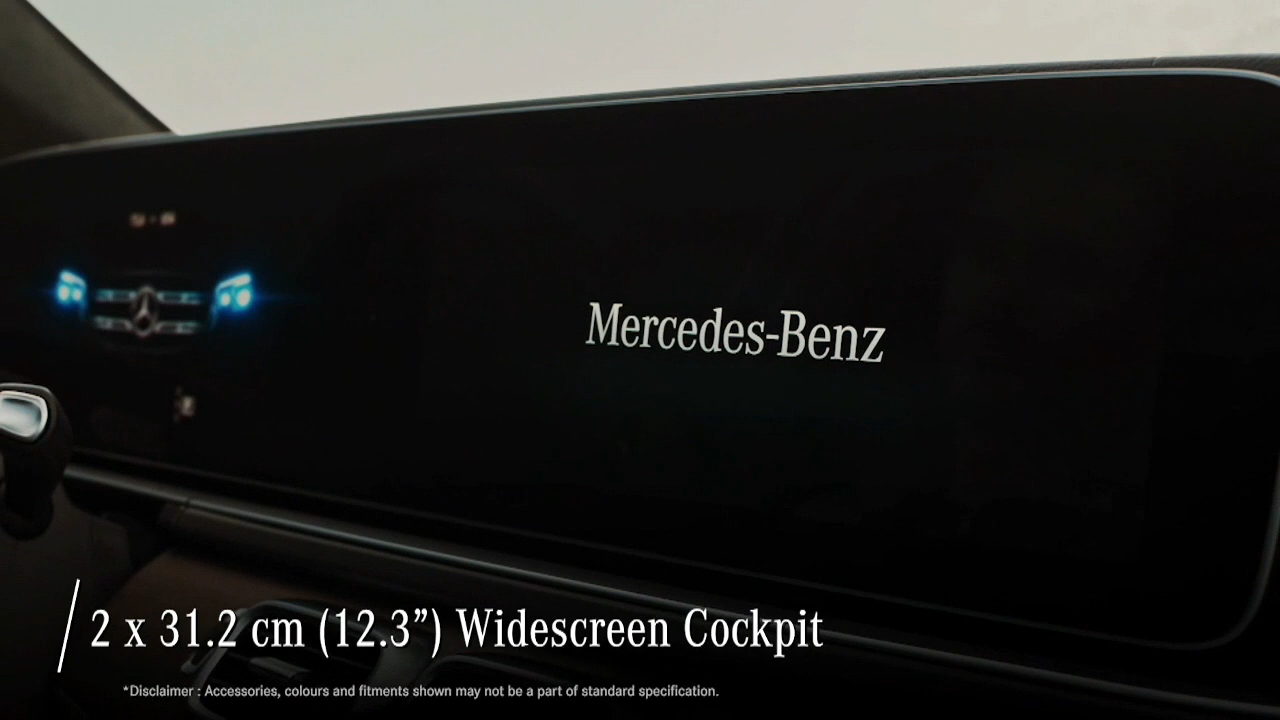 Mercedes-Benz
2 x 31.2 cm (12.3”) Widescreen Cockpit
*Disclaimer : Accessories, colours and fitments shown may not be a part of standard specification.